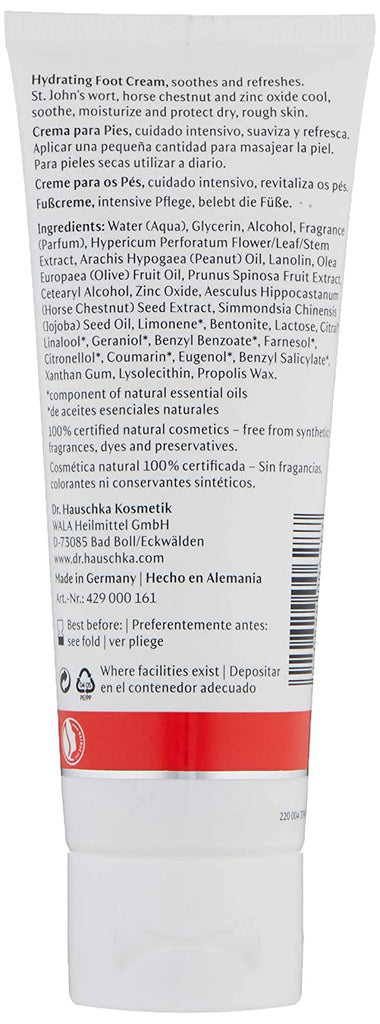 Hydrating Foot Cream, soothes and refreshes.
St. John's wort, horse chestnut and zinc oxide cool,
soothe, moisturize and protect dry, rough skin.
Crema para Pies, cuidado intensivo, suaviza y refresca.
Aplicar una pequeña cantidad para masajear la piel.
Para pieles secas utilizar a diario.
Creme para os Pés, cuidado intensivo, revitaliza os pés.
Fußcreme, intensive Pflege, belebt die Füße.
Ingredients: Water (Aqua), Glycerin, Alcohol, Fragrance
(Parfum), Hypericum Perforatum Flower/Leaf/Stem
Extract, Arachis Hypogaea (Peanut) Oil, Lanolin, Olea
Europaea (Olive) Fruit Oil, Prunus Spinosa Fruit Extract,
Cetearyl Alcohol, Zinc Oxide, Aesculus Hippocastanum
(Horse Chestnut) Seed Extract, Simmondsia Chinensis
(Jojoba) Seed Oil, Limonene*, Bentonite, Lactose, Citral*
Linalool*, Geraniol*, Benzyl Benzoate*, Farnesol*,
Citronellol*, Coumarin*, Eugenol*, Benzyl Salicylate*,
Xanthan Gum, Lysolecithin, Propolis Wax.
*component of natural essential oils
*de aceites esenciales naturales
100% certified natural cosmetics – free from synthetic
fragrances, dyes and preservatives.
Cosmética natural 100% certificada – Sin fragancias,
colorantes ni conservantes sintéticos.
Dr. Hauschka Kosmetik
WALA Heilmittel GmbH
D-73085 Bad Boll/Eckwälden
www.dr.hauschka.com
Made in Germany | Hecho en Alemania
Art.-Nr.: 429 000 161
Best before: | Preferentemente antes:
see fold | ver pliege
Where facilities exist | Depositar
en el contenedor adecuado
04 05
PE/PP
220 004